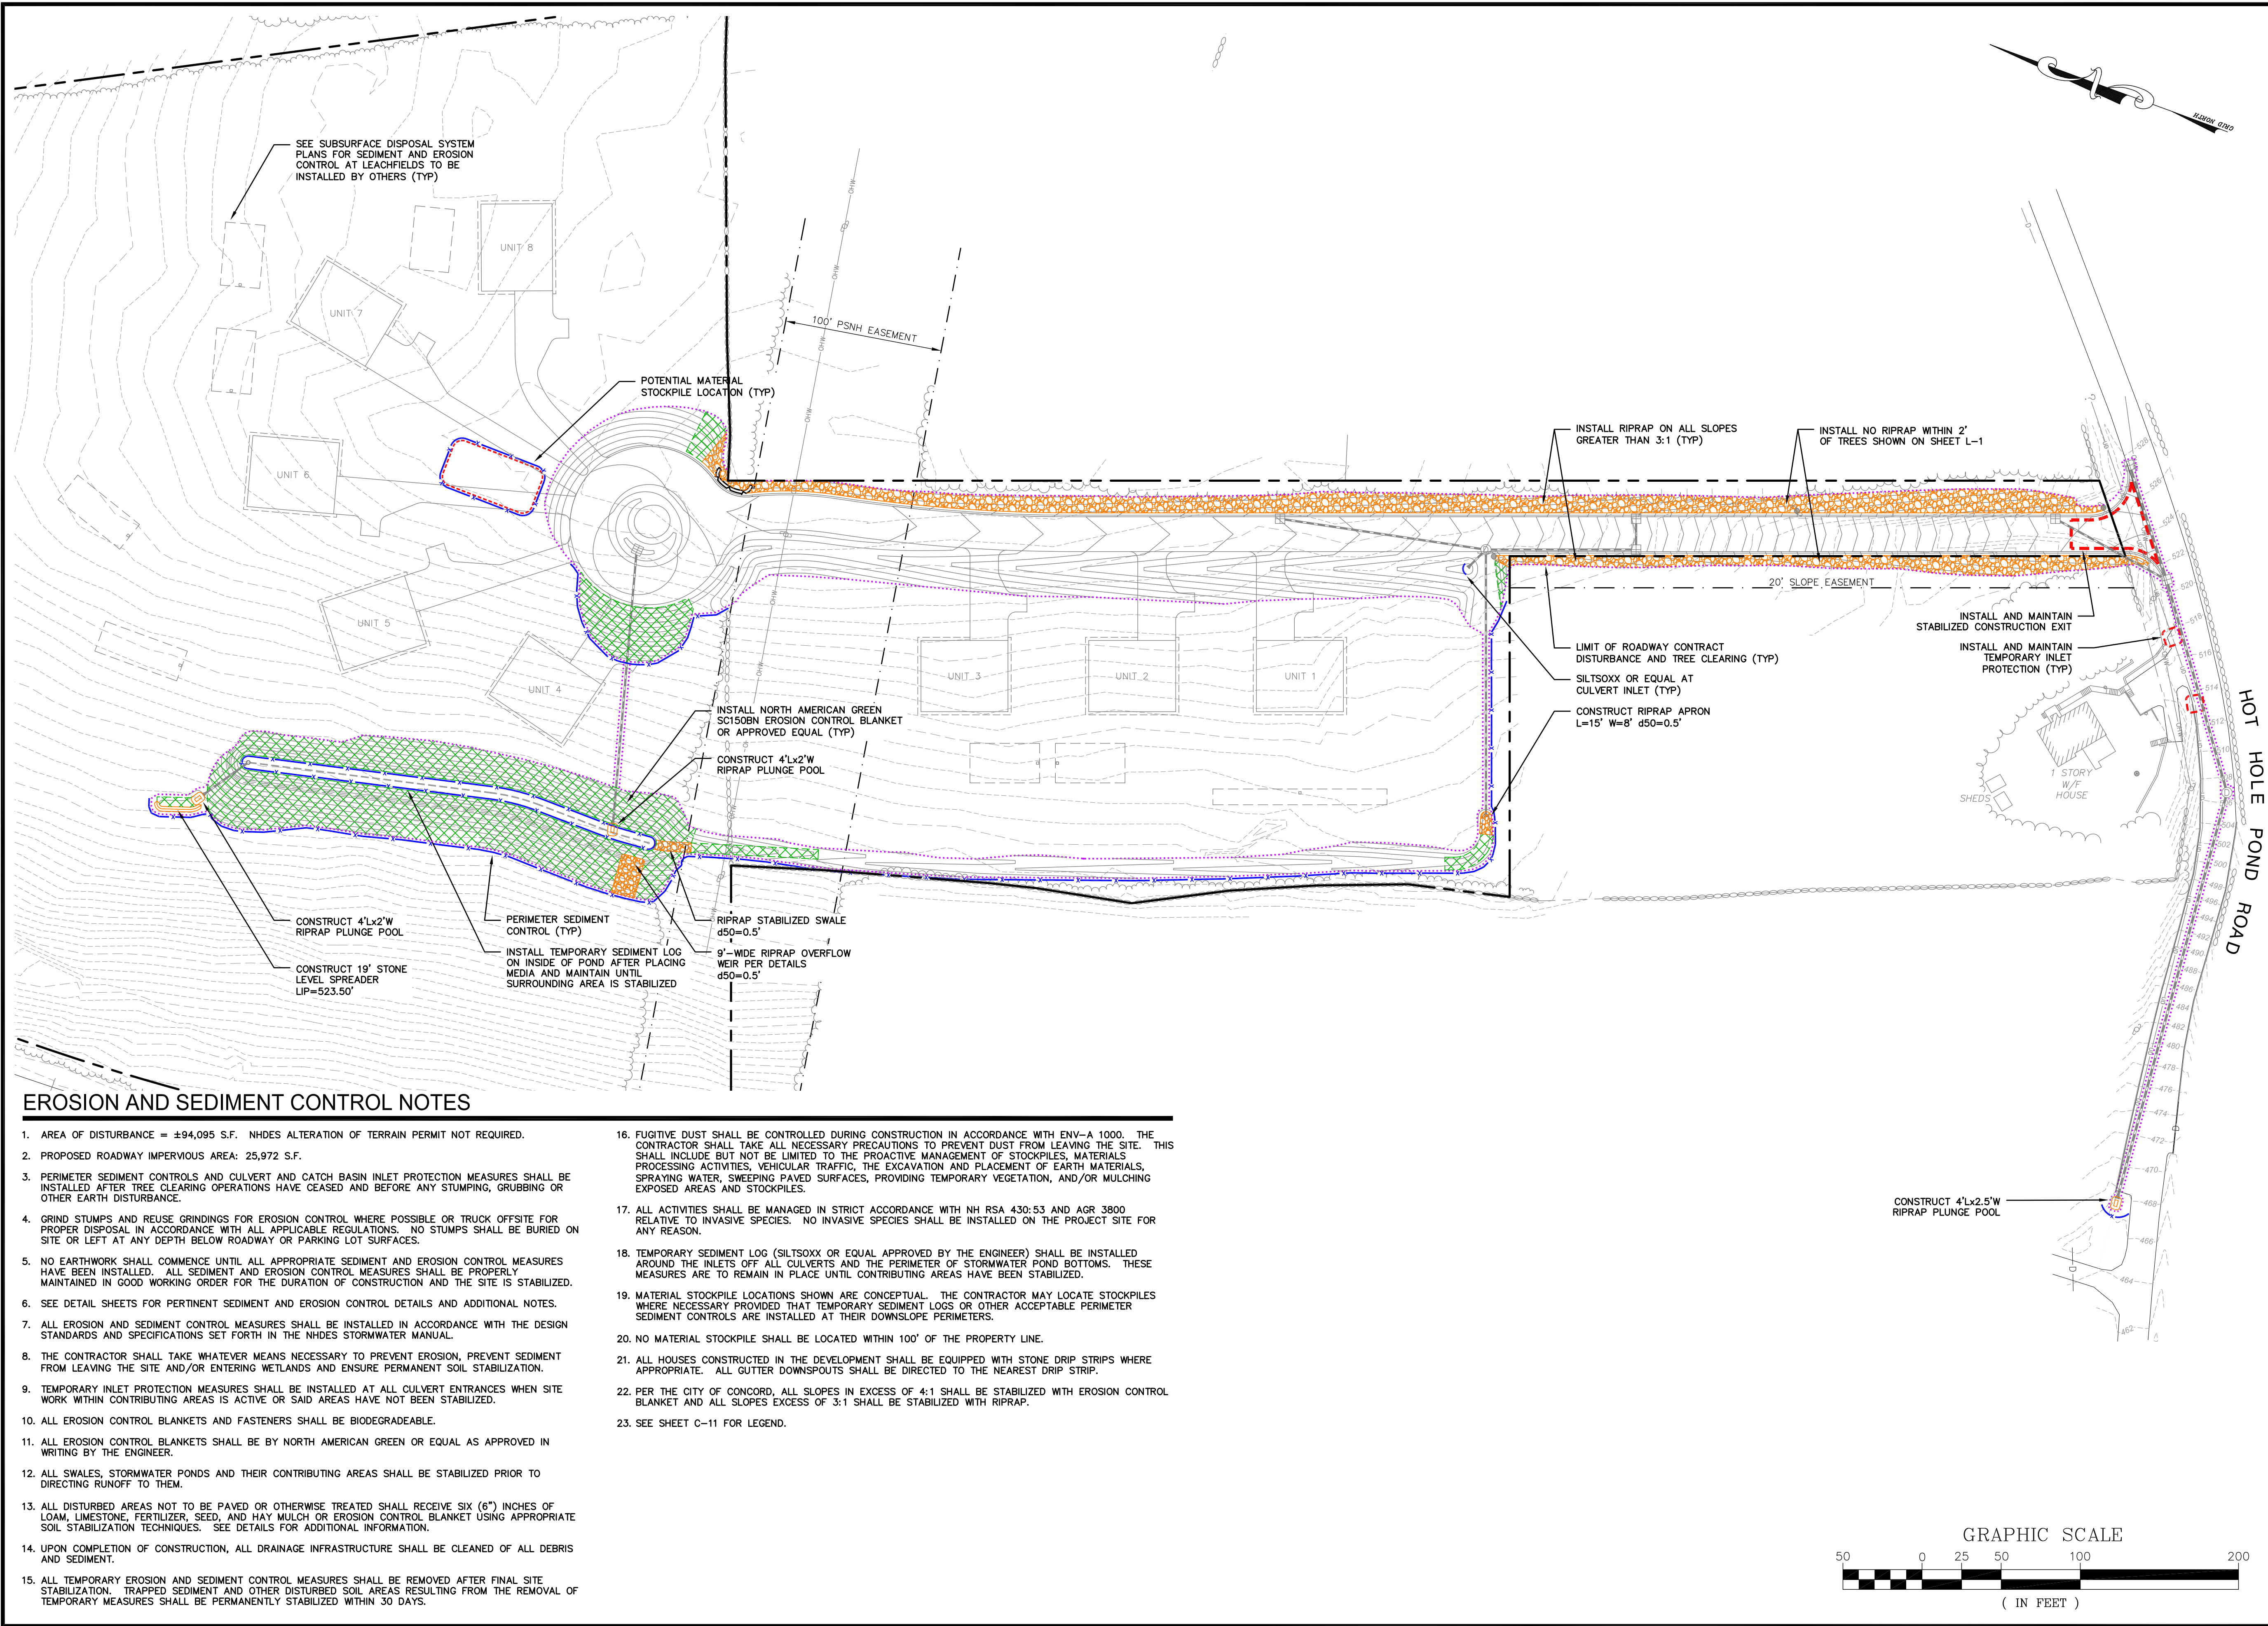 GRID NORTH
SEE SUBSURFACE DISPOSAL SYSTEM
PLANS FOR SEDIMENT AND EROSION
CONTROL AT LEACHFIELDS TO BE
INSTALLED BY OTHERS (TYP)
UNIT 8
UNIT 7
UNIT 6
UNIT 5
UNIT 4
UNIT 3
UNIT 2
UNIT 1
OHW
OHW
OHW
OHW
OHW
OHW
OHW
OHW
100' PSNH EASEMENT
POTENTIAL MATERIAL
STOCKPILE LOCATION (TYP)
INSTALL RIPRAP ON ALL SLOPES
GREATER THAN 3:1 (TYP)
INSTALL NO RIPRAP WITHIN 2'
OF TREES SHOWN ON SHEET L-1
20' SLOPE EASEMENT
INSTALL AND MAINTAIN
STABILIZED CONSTRUCTION EXIT
INSTALL AND MAINTAIN
TEMPORARY INLET
PROTECTION (TYP)
LIMIT OF ROADWAY CONTRACT
DISTURBANCE AND TREE CLEARING (TYP)
SILTSOXX OR EQUAL AT
CULVERT INLET (TYP)
CONSTRUCT RIPRAP APRON
L=15' W=8' d50=0.5'
INSTALL NORTH AMERICAN GREEN
SC150BN EROSION CONTROL BLANKET
OR APPROVED EQUAL (TYP)
CONSTRUCT 4'Lx2'W
RIPRAP PLUNGE POOL
1 STORY
W/F
HOUSE
SHEDS
HOT HOLE POND ROAD
528
526
524
522
520
518
516
514
512
510
504
502
500
498
496
494
492
490
488
486
484
482
480
478
476
474
472
470
468
466
464
462
CONSTRUCT 4'Lx2'W
RIPRAP PLUNGE POOL
CONSTRUCT 19' STONE
LEVEL SPREADER
LIP=523.50'
PERIMETER SEDIMENT
CONTROL (TYP)
INSTALL TEMPORARY SEDIMENT LOG
ON INSIDE OF POND AFTER PLACING
MEDIA AND MAINTAIN UNTIL
SURROUNDING AREA IS STABILIZED
RIPRAP STABILIZED SWALE
d50=0.5'
9'-WIDE RIPRAP OVERFLOW
WEIR PER DETAILS
d50=0.5'
CONSTRUCT 4'Lx2.5'W
RIPRAP PLUNGE POOL
EROSION AND SEDIMENT CONTROL NOTES
1. AREA OF DISTURBANCE = ±94,095 S.F. NHDES ALTERATION OF TERRAIN PERMIT NOT REQUIRED.
2. PROPOSED ROADWAY IMPERVIOUS AREA: 25,972 S.F.
3. PERIMETER SEDIMENT CONTROLS AND CULVERT AND CATCH BASIN INLET PROTECTION MEASURES SHALL BE
INSTALLED AFTER TREE CLEARING OPERATIONS HAVE CEASED AND BEFORE ANY STUMPING, GRUBBING OR
OTHER EARTH DISTURBANCE.
4. GRIND STUMPS AND REUSE GRINDINGS FOR EROSION CONTROL WHERE POSSIBLE OR TRUCK OFFSITE FOR
PROPER DISPOSAL IN ACCORDANCE WITH ALL APPLICABLE REGULATIONS. NO STUMPS SHALL BE BURIED ON
SITE OR LEFT AT ANY DEPTH BELOW ROADWAY OR PARKING LOT SURFACES.
5. NO EARTHWORK SHALL COMMENCE UNTIL ALL APPROPRIATE SEDIMENT AND EROSION CONTROL MEASURES
HAVE BEEN INSTALLED. ALL SEDIMENT AND EROSION CONTROL MEASURES SHALL BE PROPERLY
MAINTAINED IN GOOD WORKING ORDER FOR THE DURATION OF CONSTRUCTION AND THE SITE IS STABILIZED.
6. SEE DETAIL SHEETS FOR PERTINENT SEDIMENT AND EROSION CONTROL DETAILS AND ADDITIONAL NOTES.
7. ALL EROSION AND SEDIMENT CONTROL MEASURES SHALL BE INSTALLED IN ACCORDANCE WITH THE DESIGN
STANDARDS AND SPECIFICATIONS SET FORTH IN THE NHDES STORMWATER MANUAL.
8. THE CONTRACTOR SHALL TAKE WHATEVER MEANS NECESSARY TO PREVENT EROSION, PREVENT SEDIMENT
FROM LEAVING THE SITE AND/OR ENTERING WETLANDS AND ENSURE PERMANENT SOIL STABILIZATION.
9. TEMPORARY INLET PROTECTION MEASURES SHALL BE INSTALLED AT ALL CULVERT ENTRANCES WHEN SITE
WORK WITHIN CONTRIBUTING AREAS IS ACTIVE OR SAID AREAS HAVE NOT BEEN STABILIZED.
10. ALL EROSION CONTROL BLANKETS AND FASTENERS SHALL BE BIODEGRADEABLE.
11. ALL EROSION CONTROL BLANKETS SHALL BE BY NORTH AMERICAN GREEN OR EQUAL AS APPROVED IN
WRITING BY THE ENGINEER.
12. ALL SWALES, STORMWATER PONDS AND THEIR CONTRIBUTING AREAS SHALL BE STABILIZED PRIOR TO
DIRECTING RUNOFF TO THEM.
13. ALL DISTURBED AREAS NOT TO BE PAVED OR OTHERWISE TREATED SHALL RECEIVE SIX (6") INCHES OF
LOAM, LIMESTONE, FERTILIZER, SEED, AND HAY MULCH OR EROSION CONTROL BLANKET USING APPROPRIATE
SOIL STABILIZATION TECHNIQUES. SEE DETAILS FOR ADDITIONAL INFORMATION.
14. UPON COMPLETION OF CONSTRUCTION, ALL DRAINAGE INFRASTRUCTURE SHALL BE CLEANED OF ALL DEBRIS
AND SEDIMENT.
15. ALL TEMPORARY EROSION AND SEDIMENT CONTROL MEASURES SHALL BE REMOVED AFTER FINAL SITE
STABILIZATION. TRAPPED SEDIMENT AND OTHER DISTURBED SOIL AREAS RESULTING FROM THE REMOVAL OF
TEMPORARY MEASURES SHALL BE PERMANENTLY STABILIZED WITHIN 30 DAYS.
16. FUGITIVE DUST SHALL BE CONTROLLED DURING CONSTRUCTION IN ACCORDANCE WITH ENV-A 1000. THE
CONTRACTOR SHALL TAKE ALL NECESSARY PRECAUTIONS TO PREVENT DUST FROM LEAVING THE SITE. THIS
SHALL INCLUDE BUT NOT BE LIMITED TO THE PROACTIVE MANAGEMENT OF STOCKPILES, MATERIALS
PROCESSING ACTIVITIES, VEHICULAR TRAFFIC, THE EXCAVATION AND PLACEMENT OF EARTH MATERIALS,
SPRAYING WATER, SWEEPING PAVED SURFACES, PROVIDING TEMPORARY VEGETATION, AND/OR MULCHING
EXPOSED AREAS AND STOCKPILES.
17. ALL ACTIVITIES SHALL BE MANAGED IN STRICT ACCORDANCE WITH NH RSA 430:53 AND AGR 3800
RELATIVE TO INVASIVE SPECIES. NO INVASIVE SPECIES SHALL BE INSTALLED ON THE PROJECT SITE FOR
ANY REASON.
18. TEMPORARY SEDIMENT LOG (SILTSOXX OR EQUAL APPROVED BY THE ENGINEER) SHALL BE INSTALLED
AROUND THE INLETS OFF ALL CULVERTS AND THE PERIMETER OF STORMWATER POND BOTTOMS. THESE
MEASURES ARE TO REMAIN IN PLACE UNTIL CONTRIBUTING AREAS HAVE BEEN STABILIZED.
19. MATERIAL STOCKPILE LOCATIONS SHOWN ARE CONCEPTUAL. THE CONTRACTOR MAY LOCATE STOCKPILES
WHERE NECESSARY PROVIDED THAT TEMPORARY SEDIMENT LOGS OR OTHER ACCEPTABLE PERIMETER
SEDIMENT CONTROLS ARE INSTALLED AT THEIR DOWNSLOPE PERIMETERS.
20. NO MATERIAL STOCKPILE SHALL BE LOCATED WITHIN 100' OF THE PROPERTY LINE.
21. ALL HOUSES CONSTRUCTED IN THE DEVELOPMENT SHALL BE EQUIPPED WITH STONE DRIP STRIPS WHERE
APPROPRIATE. ALL GUTTER DOWNSPOUTS SHALL BE DIRECTED TO THE NEAREST DRIP STRIP.
22. PER THE CITY OF CONCORD, ALL SLOPES IN EXCESS OF 4:1 SHALL BE STABILIZED WITH EROSION CONTROL
BLANKET AND ALL SLOPES EXCESS OF 3:1 SHALL BE STABILIZED WITH RIPRAP.
23. SEE SHEET C-11 FOR LEGEND.
GRAPHIC SCALE
50 0 25 50 100 200
( IN FEET )